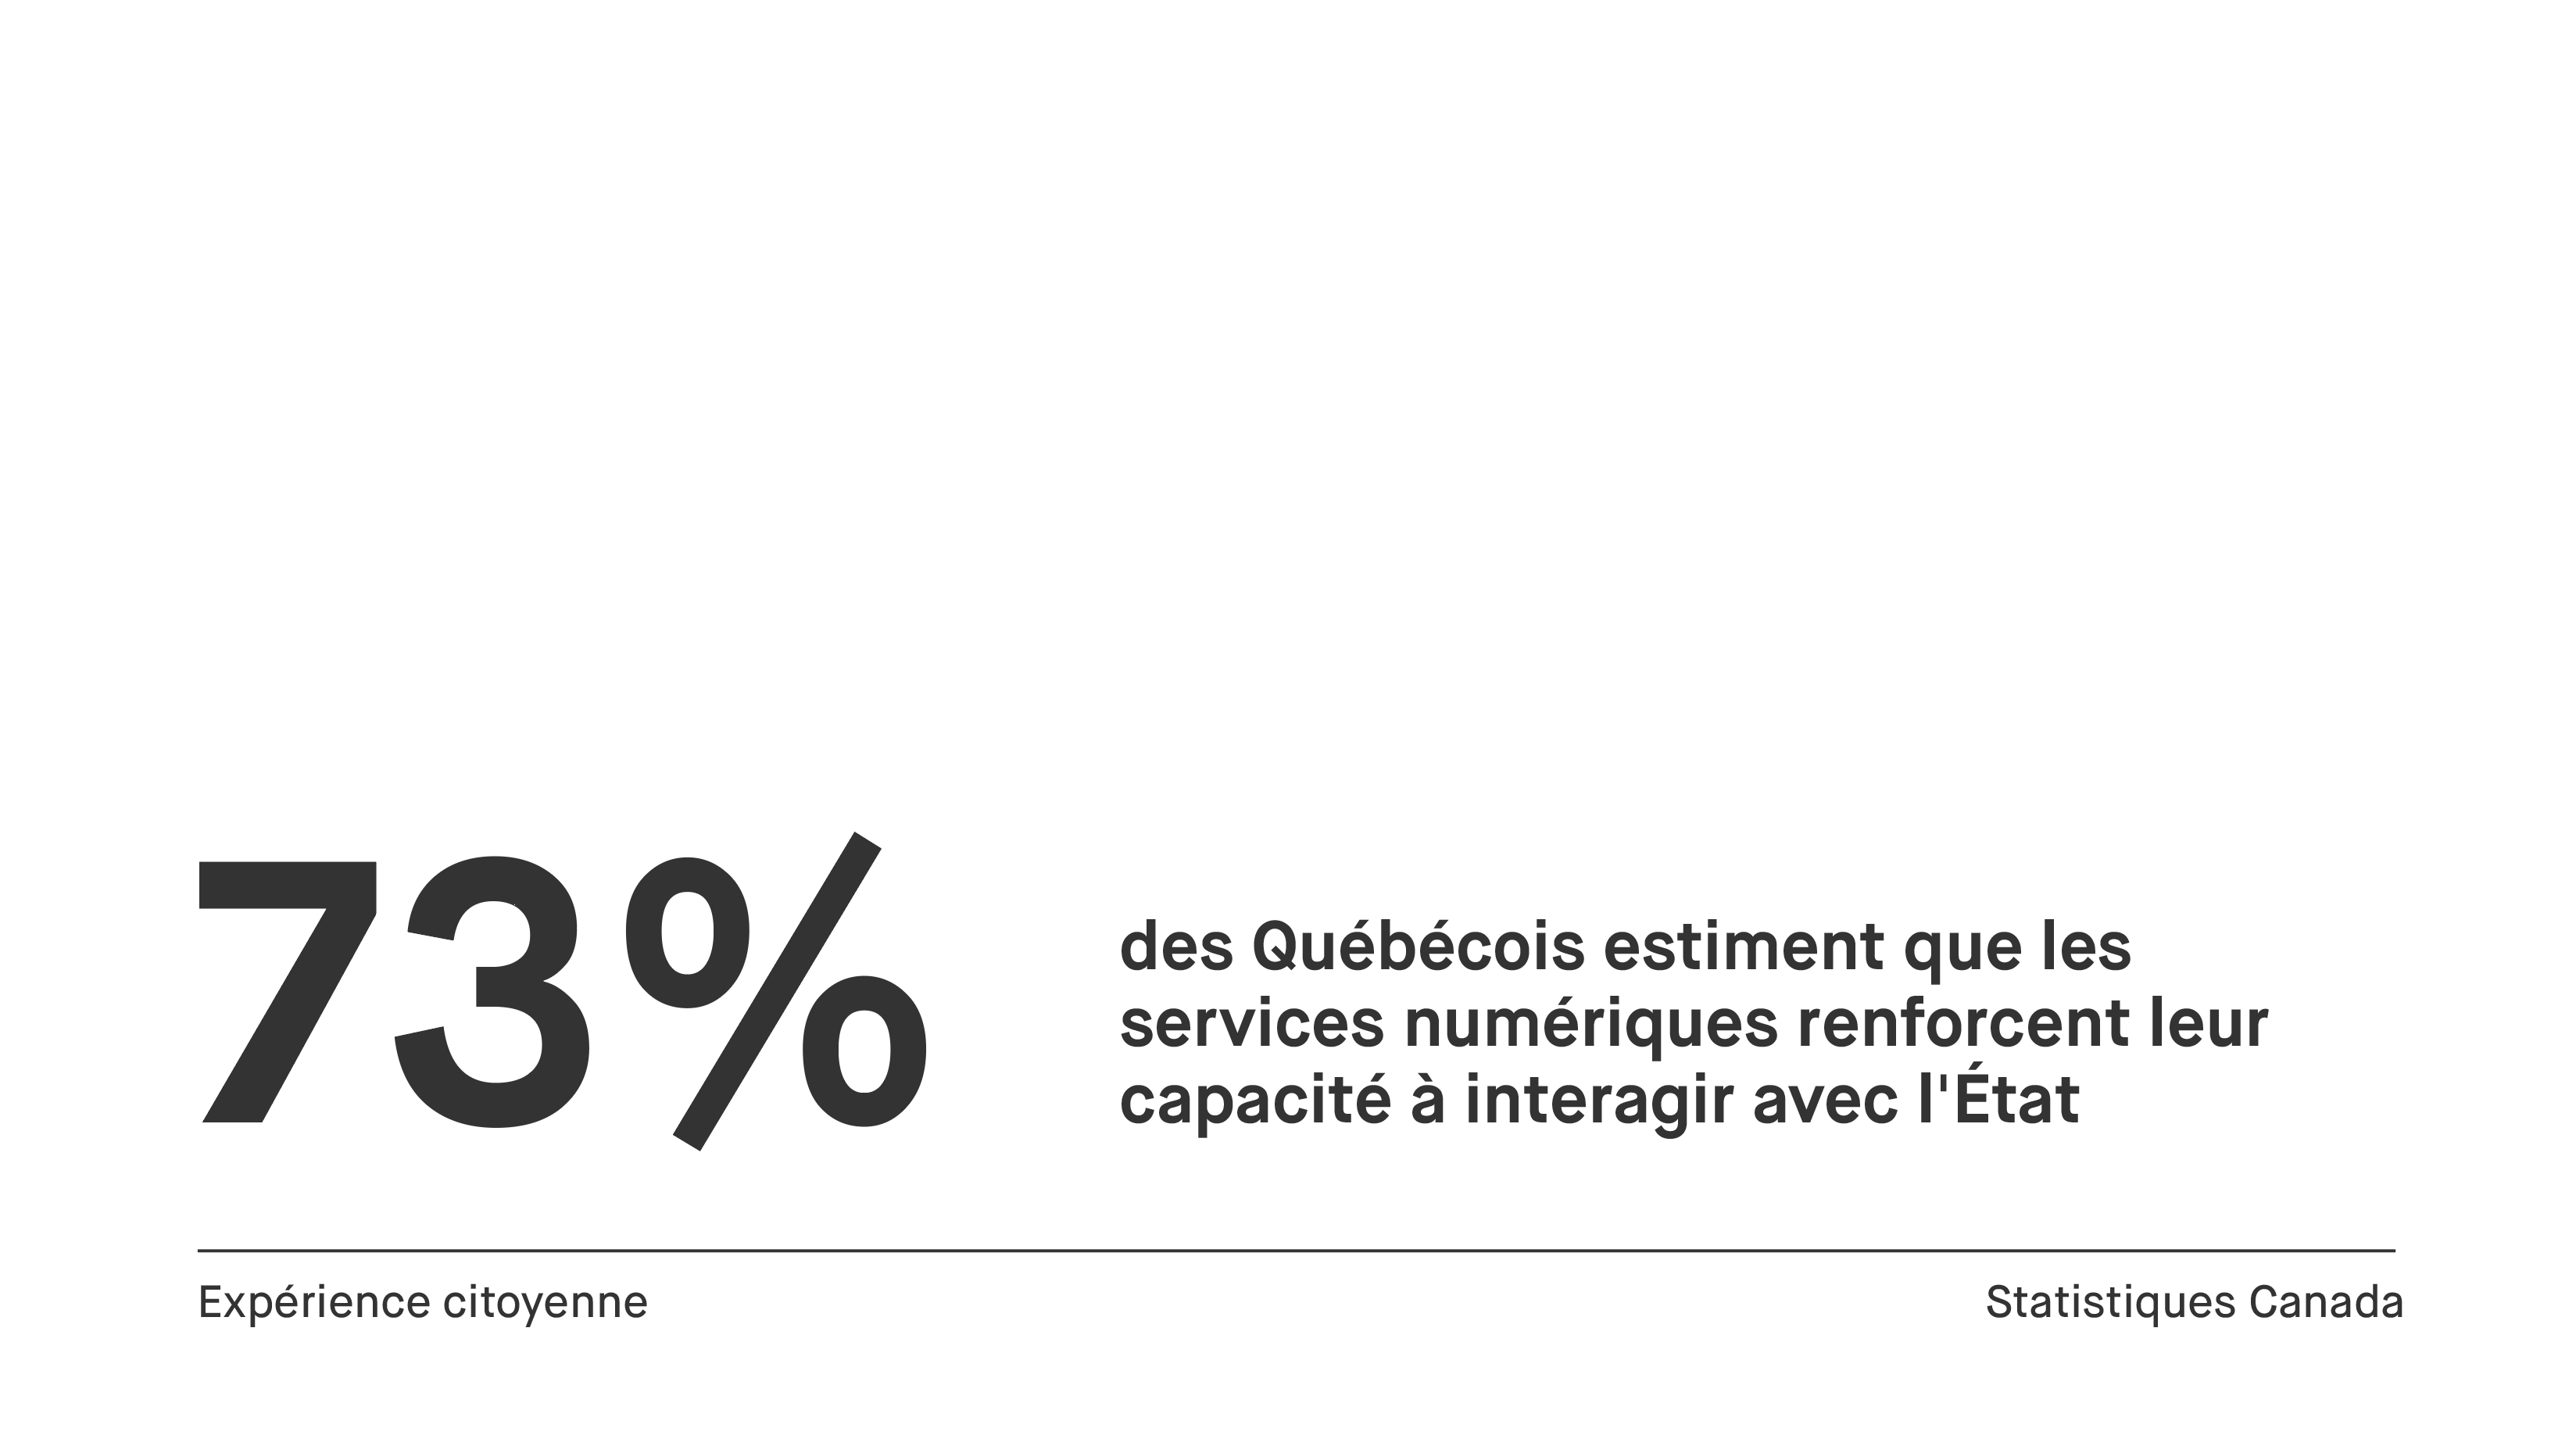 73%
des Québécois estiment que les
services numériques renforcent leur
capacité à interagir avec l'État
Expérience citoyenne
Statistiques Canada